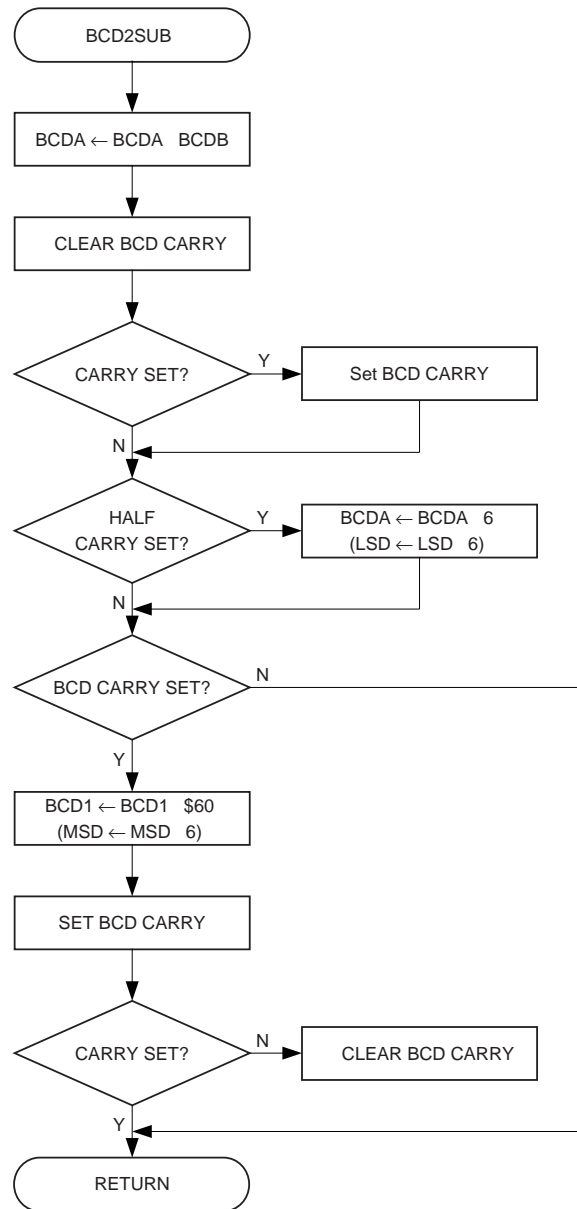 BCD2SUB
BCDA ← BCDA BCDB
CLEAR BCD CARRY
CARRY SET?
Y
Set BCD CARRY
N
HALF
CARRY SET?
Y
BCDA ← BCDA 6
(LSD ← LSD 6)
N
BCD CARRY SET?
N
Y
BCD1 ← BCD1 $60
(MSD ← MSD 6)
SET BCD CARRY
CARRY SET?
N
CLEAR BCD CARRY
Y
RETURN